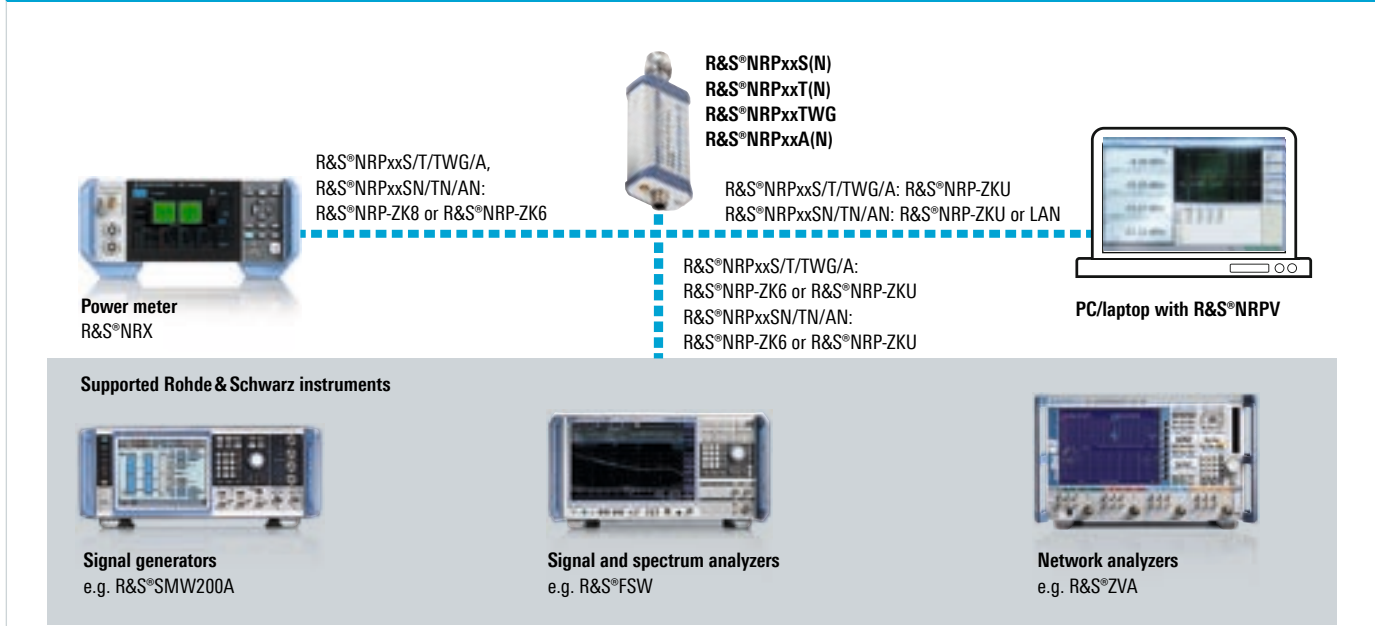 R&S®NRPxxS(N)
R&S®NRPxxT(N)
R&S®NRPxxTWG
R&S®NRPxxA(N)
R&S®NRPxxS/T/TWG/A,
R&S®NRPxxSN/TN/AN:
R&S®NRP-ZK8 or R&S®NRP-ZK6
R&S®NRPxxS/T/TWG/A: R&S®NRP-ZKU
R&S®NRPxxSN/TN/AN: R&S®NRP-ZKU or LAN
Power meter
R&S®NRX
R&S®NRPxxS/T/TWG/A:
R&S®NRP-ZK6 or R&S®NRP-ZKU
R&S®NRPxxSN/TN/AN:
R&S®NRP-ZK6 or R&S®NRP-ZKU
PC/laptop with R&S®NRPV
Supported Rohde & Schwarz instruments
Signal generators
e.g. R&S®SMW200A
Signal and spectrum analyzers
e.g. R&S®FSW
Network analyzers
e.g. R&S®ZVA